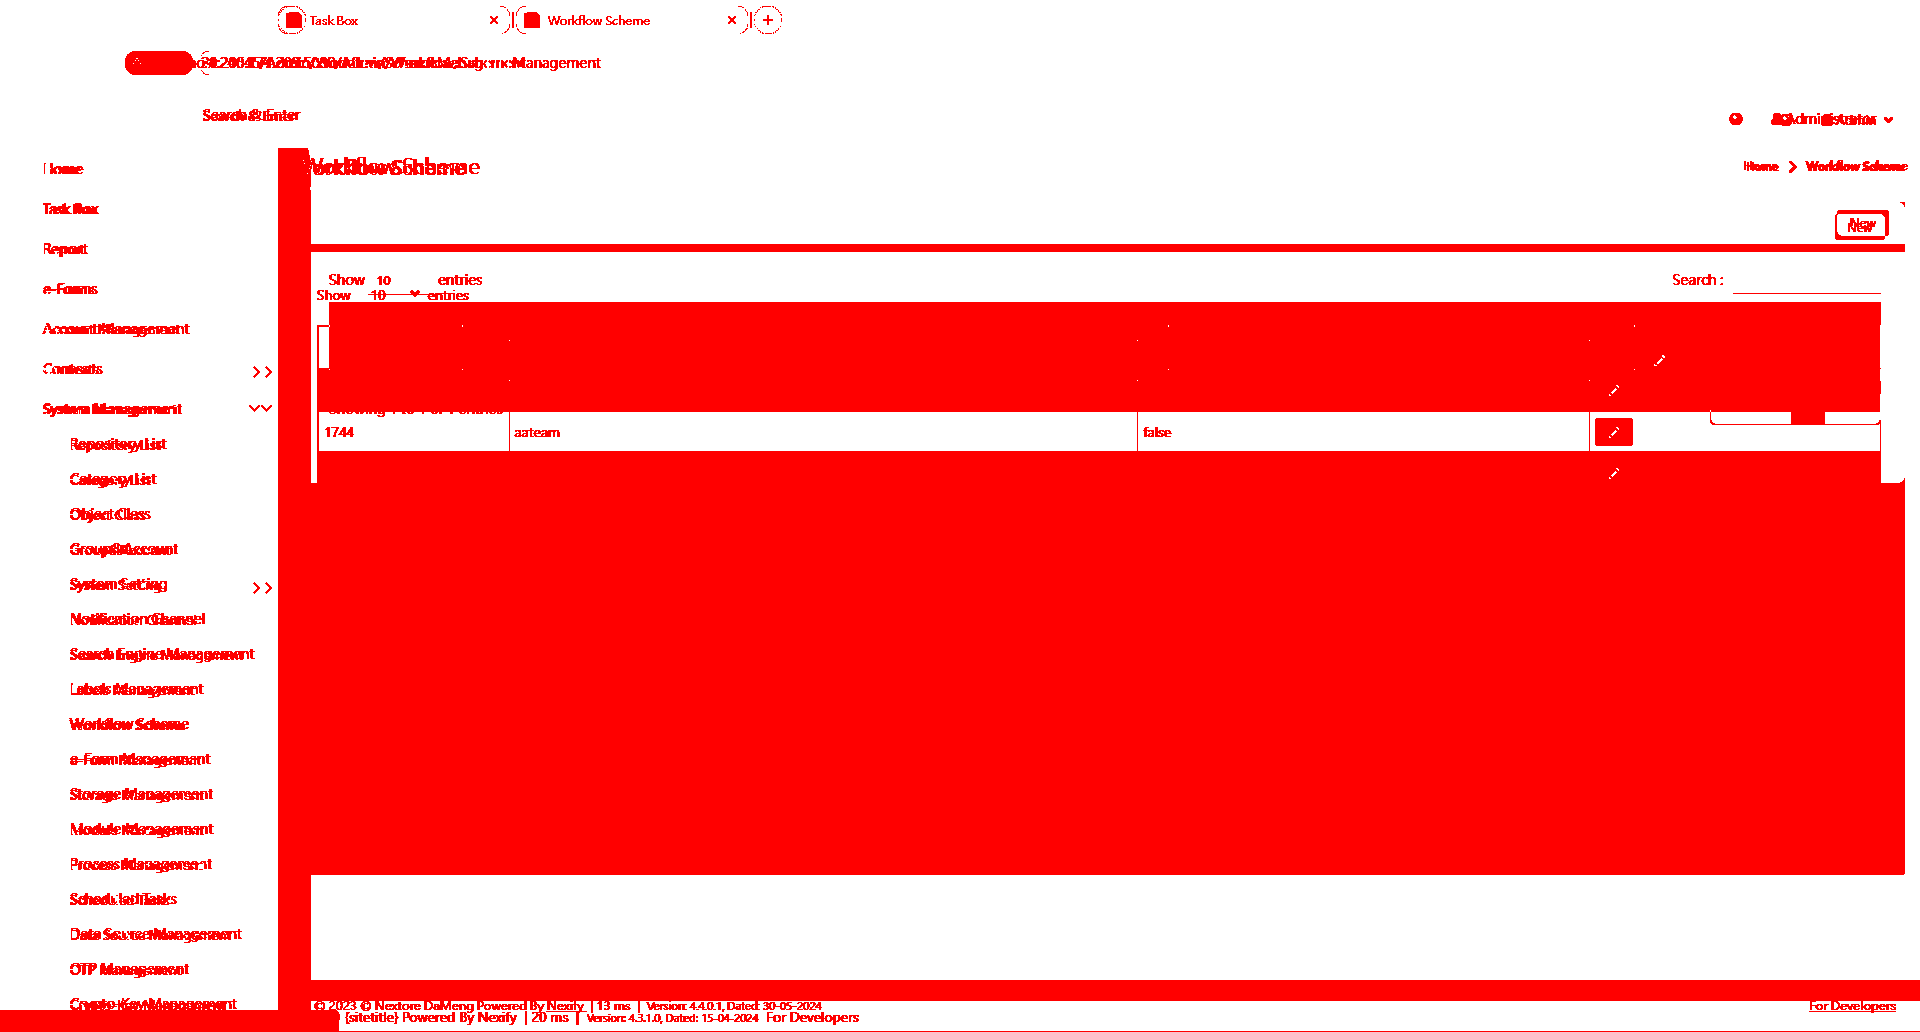 Task Box
Workflow Scheme
Management
Search & Enter
Administrator
Workflow Scheme
Home
Workflow Scheme
Home
Task Box
Report
e-Forms
Account Management
Contents
System Management
Repository List
Category List
Object Class
Group & Account
System Setting
Notification Channel
Search Engine Management
Labels Management
Workflow Scheme
e-Form Management
Storage Management
Module Management
Process Management
Scheduled Tasks
Data Source Management
OTP Management
Crypto Key Management
New
New
Show 10 entries
Search :
Show 10 entries
1744 aateam false
© 2023 © Nextore DaMeng Powered By Nexify | 13 ms | Version: 4.4.0.1, Dated: 30-05-2024
For Developers
{sitetitle} Powered By Nexify | 20 ms | Version: 4.3.1.0, Dated: 15-04-2024 For Developers